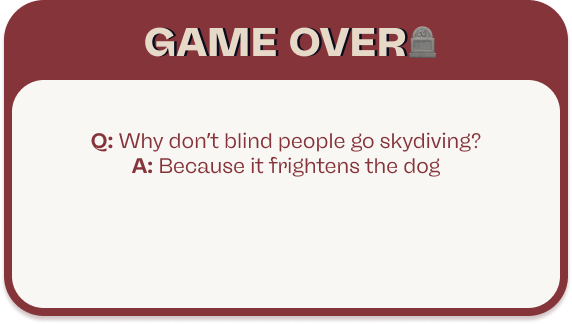 GAME OVER
Q: Why don't blind people go skydiving?
A: Because it frightens the dog